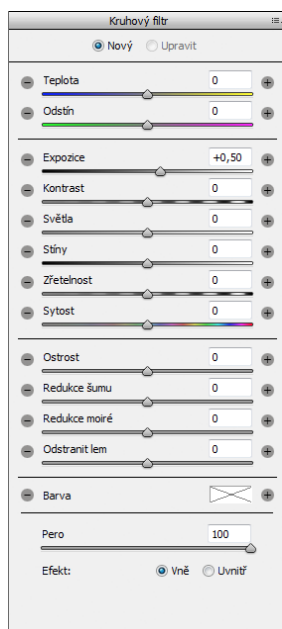 Kruhový filtr
Nový Upravit
Teplota 0
Odstín 0
Expozice +0,50
Kontrast 0
Světla 0
Stíny 0
Zřetelnost 0
Sytost 0
Ostrost 0
Redukce šumu 0
Redukce moiré 0
Odstranit lem 0
Barva
Pero 100
Efekt: Vně Uvnitř